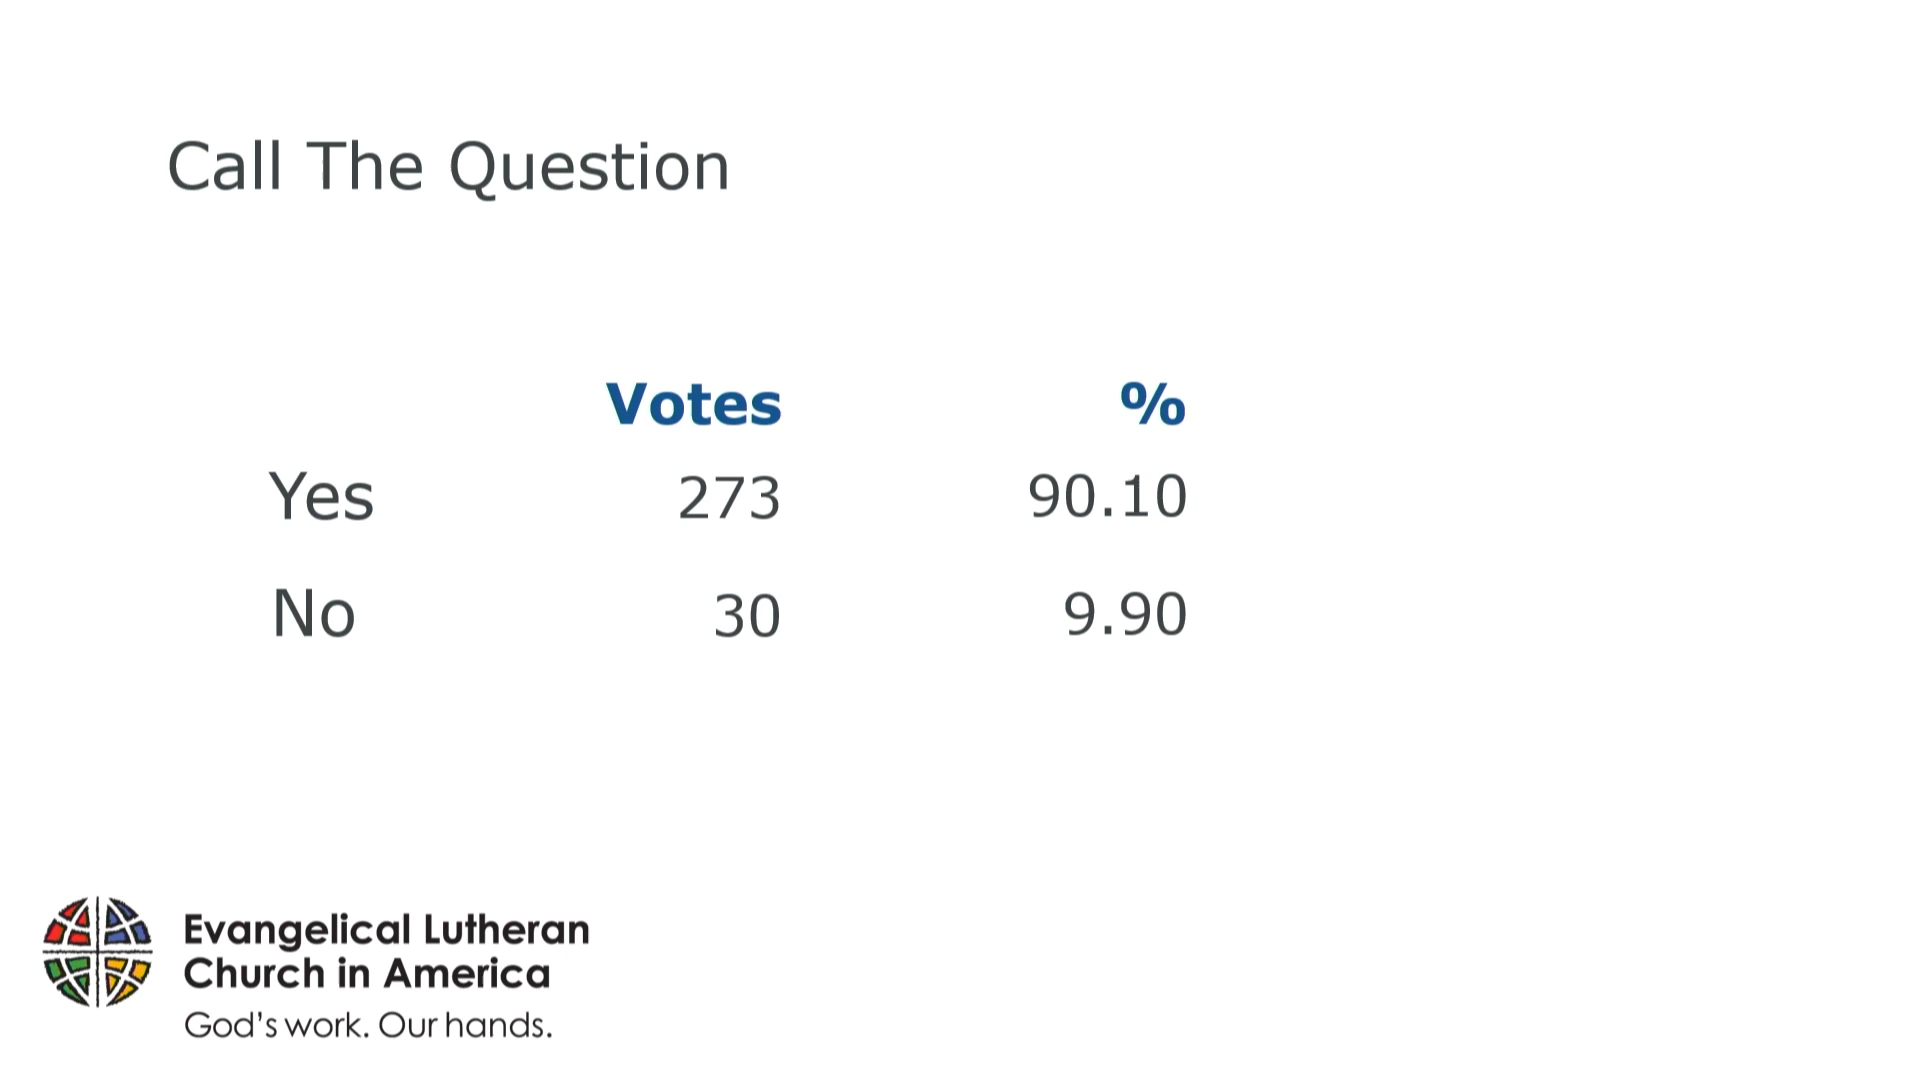 Call The Question
Votes %
Yes 273 90.10
No 30 9.90
Evangelical Lutheran
Church in America
God's work. Our hands.